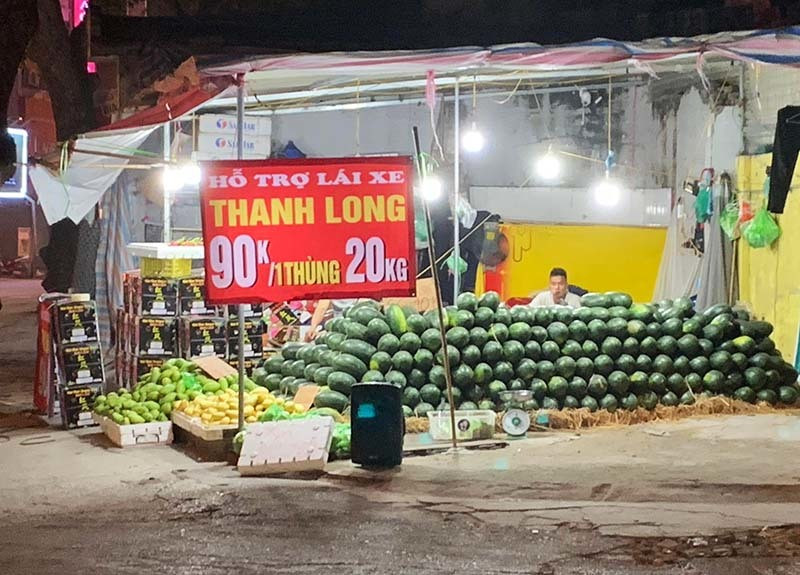 HỖ TRỢ LÁI XE
THANH LONG
90K/1THÙNG 20KG